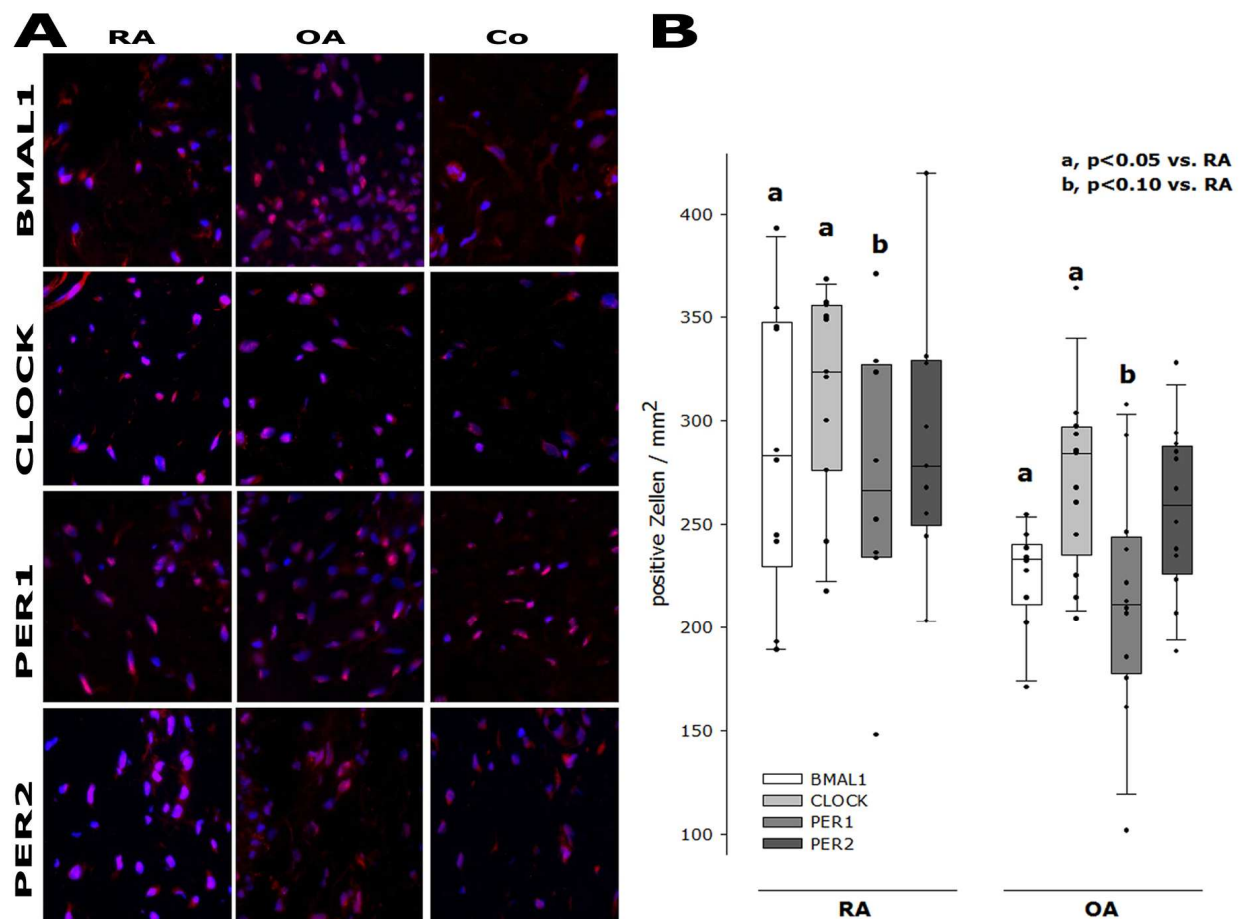 A
RA OA Co
BMAL1
CLOCK
PER1
PER2
B
a, p<0.05 vs. RA
b, p<0.10 vs. RA
positive Zellen / mm²
400
350
300
250
200
150
100
a
a
b
a
a
b
BMAL1
CLOCK
PER1
PER2
RA OA